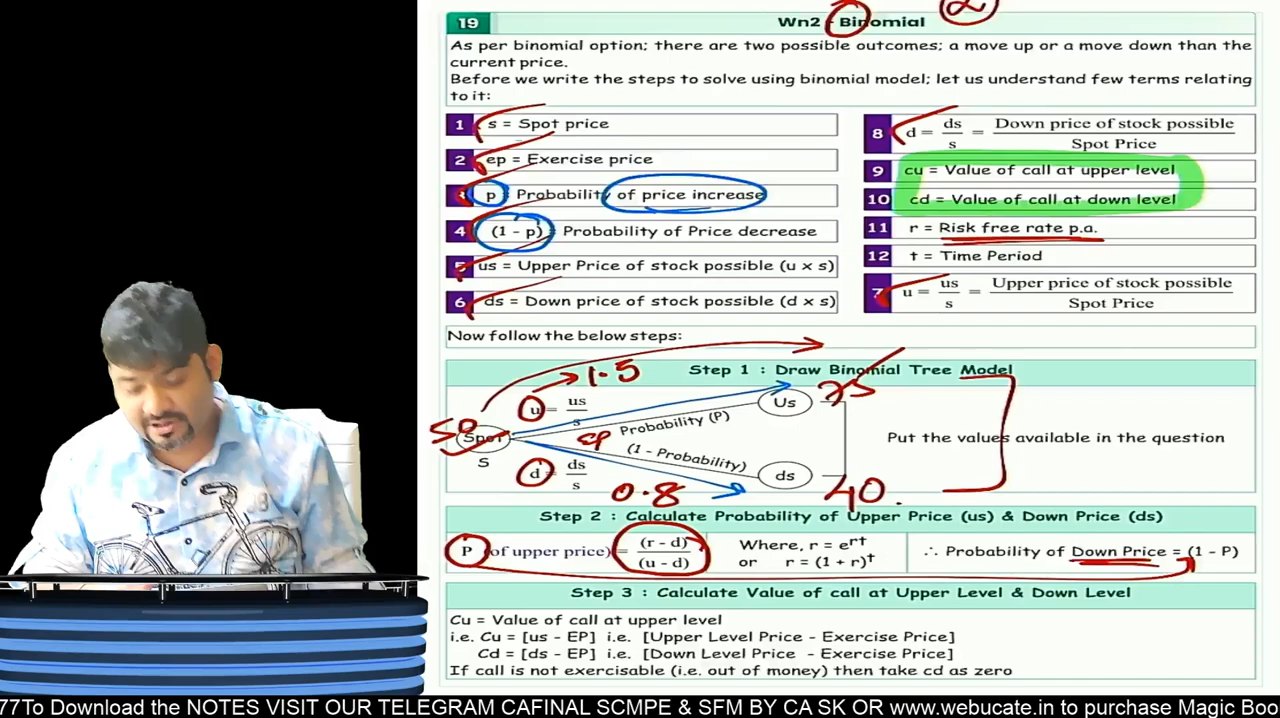 19
Wn2 - Binomial
2
As per binomial option; there are two possible outcomes; a move up or a move down than the
current price.
Before we write the steps to solve using binomial model; let us understand few terms relating
to it:
1 s = Spot price
2 ep = Exercise price
p = Probability of price increase
4 (1 - p) = Probability of Price decrease
5 us = Upper Price of stock possible (u x s)
6 ds = Down price of stock possible (d x s)
8 d = ds/s = Down price of stock possible / Spot Price
9 cu = Value of call at upper level
10 cd = Value of call at down level
11 r = Risk free rate p.a.
12 t = Time Period
7 u = us/s = Upper price of stock possible / Spot Price
Now follow the below steps:
Step 1 : Draw Binomial Tree Model
1.5
75
u = us/s
Us
50
Spot
S
cp
Probability (P)
(1 - Probability)
Put the values available in the question
d = ds/s
ds
0.8
40.
Step 2 : Calculate Probability of Upper Price (us) & Down Price (ds)
P (of upper price) = (r - d) / (u - d)
Where, r = e^rt
or r = (1 + r)^t
∴ Probability of Down Price = (1 - P)
Step 3 : Calculate Value of call at Upper Level & Down Level
Cu = Value of call at upper level
i.e. Cu = [us - EP] i.e. [Upper Level Price - Exercise Price]
Cd = [ds - EP] i.e. [Down Level Price - Exercise Price]
If call is not exercisable (i.e. out of money) then take cd as zero
77To Download the NOTES VISIT OUR TELEGRAM CAFINAL SCMPE & SFM BY CA SK OR www.webucate.in to purchase Magic Boo